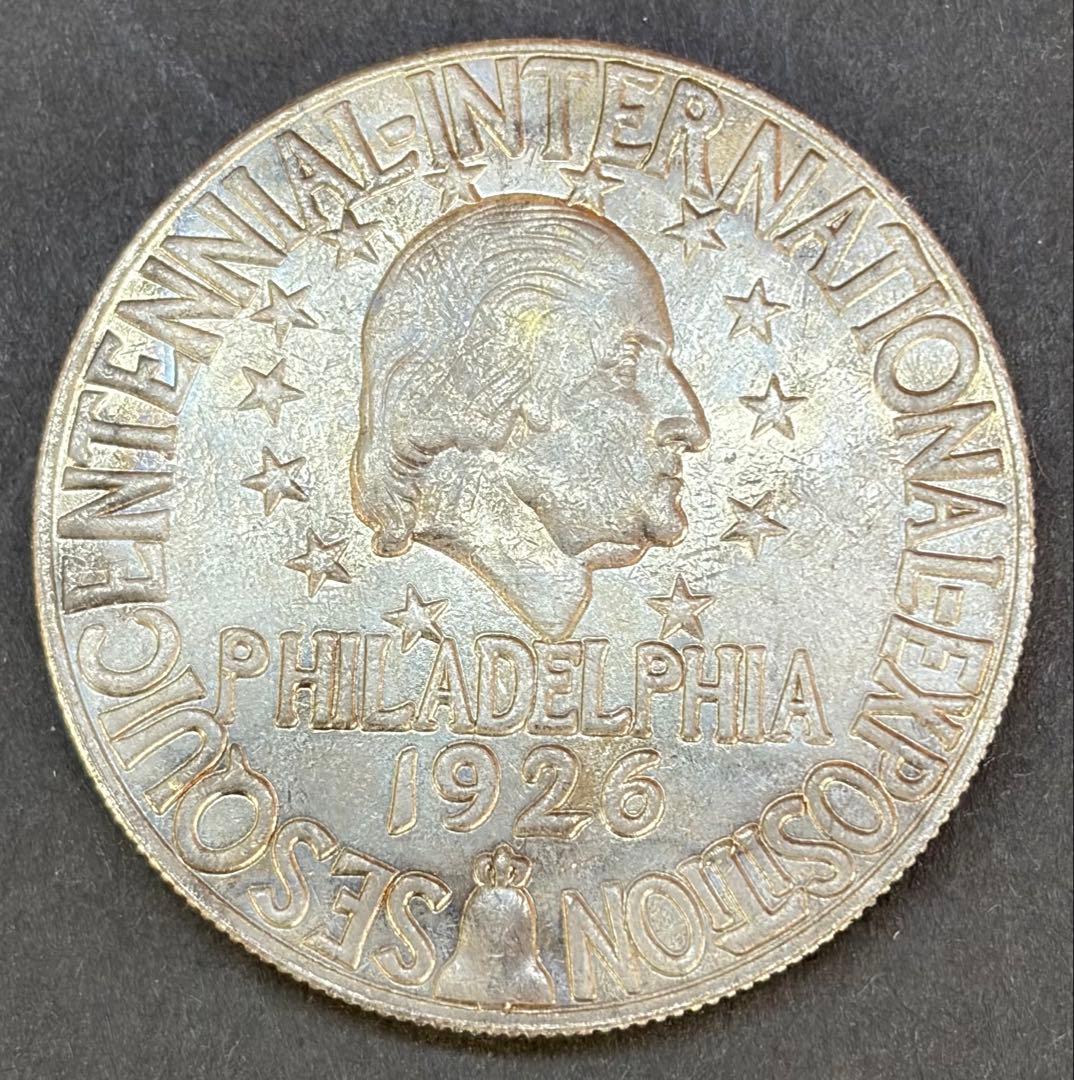 SESQUICENTENNIAL-INTERNATIONAL-EXPOSITION
PHILADELPHIA
1926